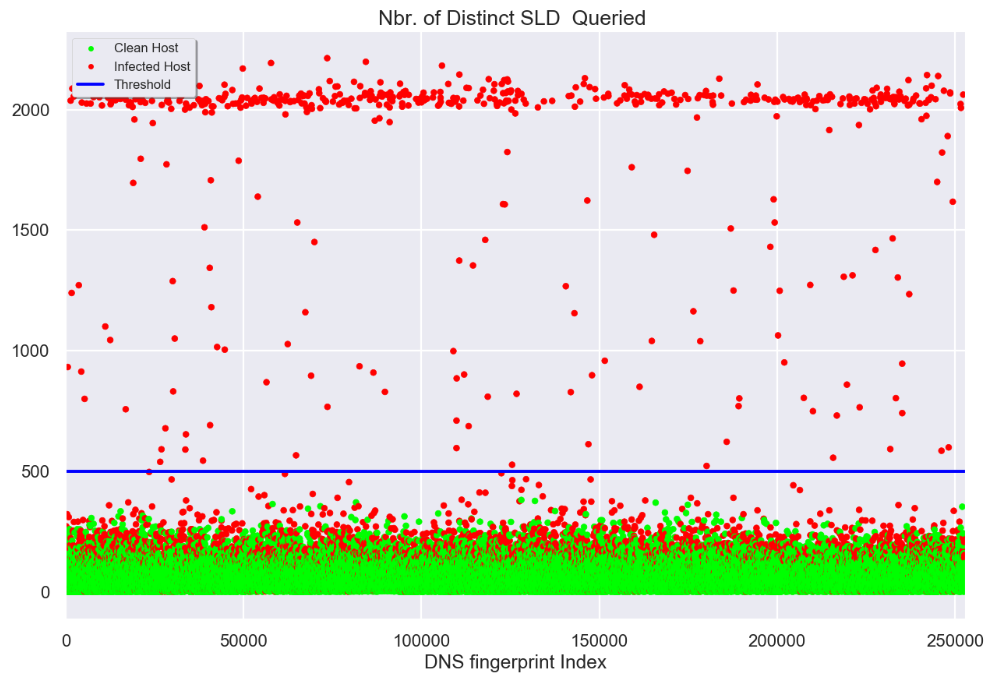 Nbr. of Distinct SLD  Queried
Clean Host
Infected Host
Threshold
2000
1500
1000
500
0
0 50000 100000 150000 200000 250000
DNS fingerprint Index